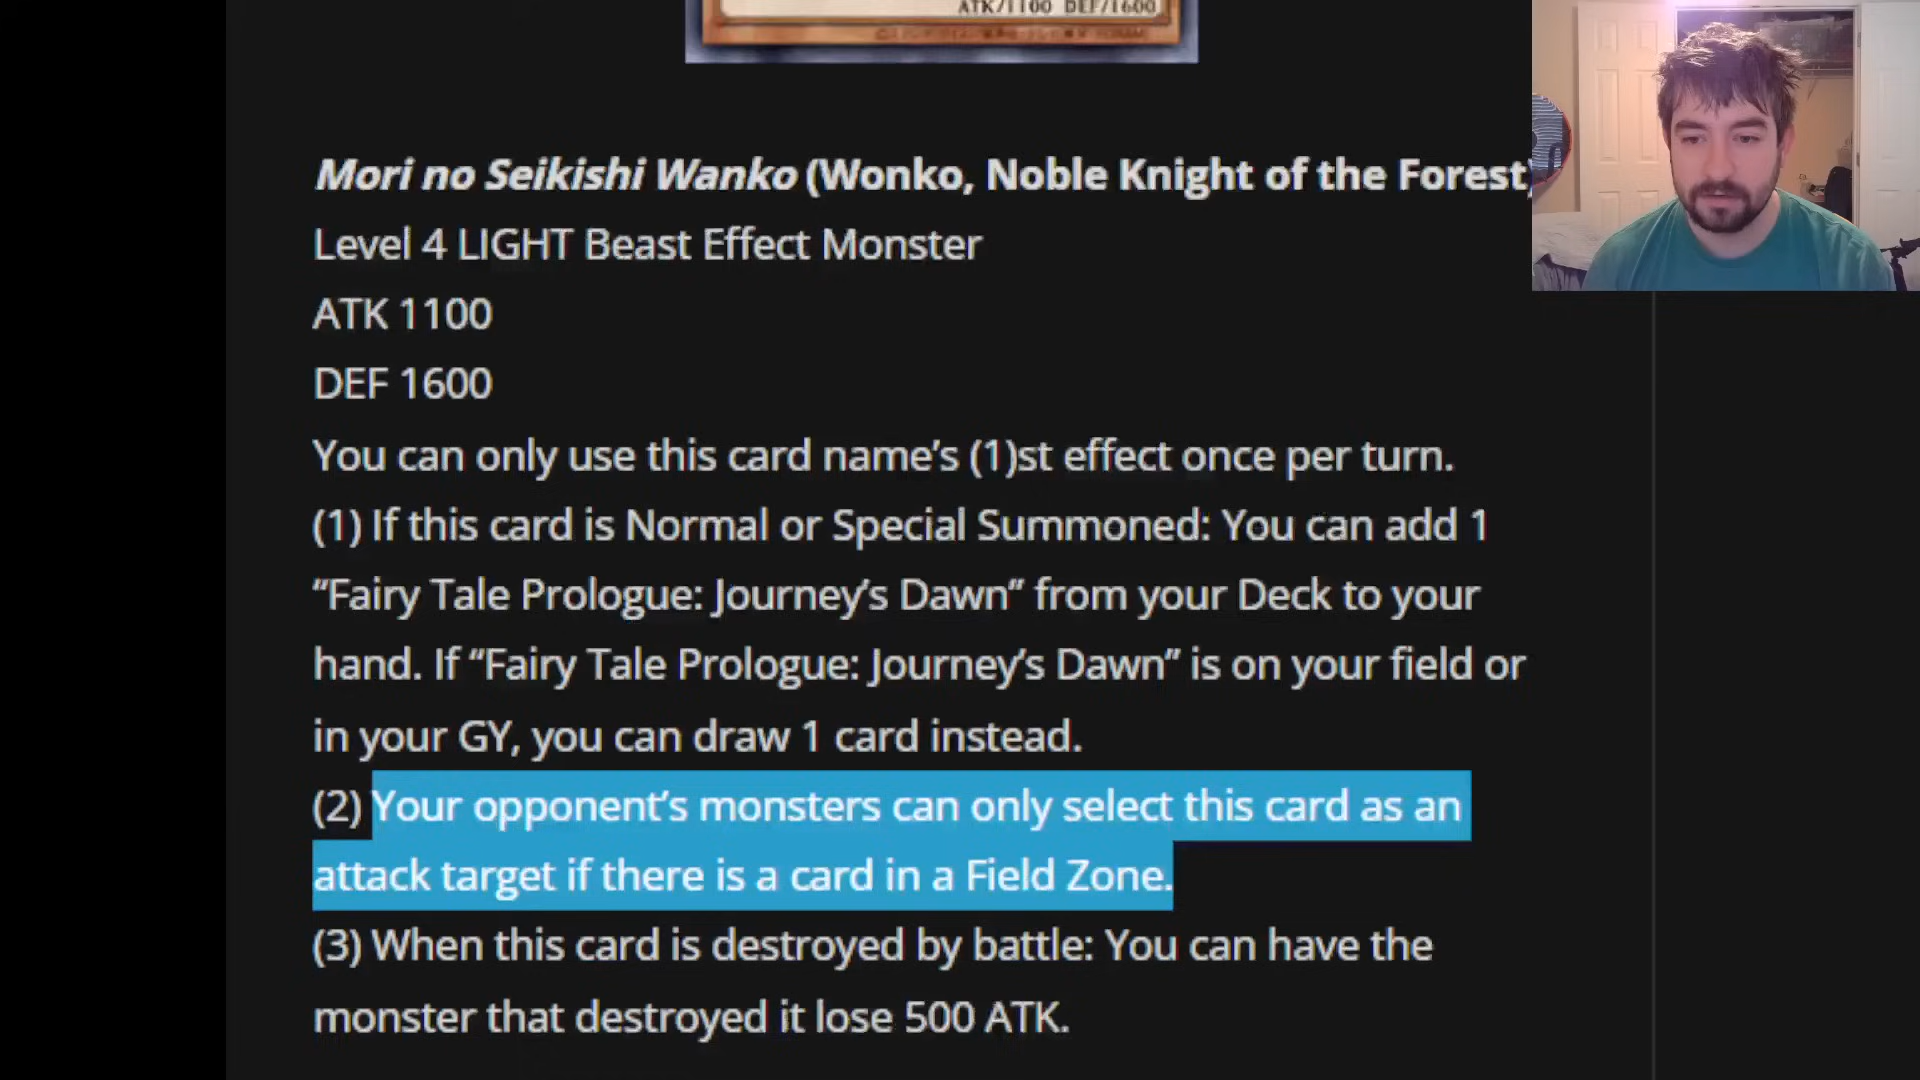 ATK/1100 DEF/1600
Mori no Seikishi Wanko (Wonko, Noble Knight of the Forest)
Level 4 LIGHT Beast Effect Monster
ATK 1100
DEF 1600
You can only use this card name’s (1)st effect once per turn.
(1) If this card is Normal or Special Summoned: You can add 1
“Fairy Tale Prologue: Journey’s Dawn” from your Deck to your
hand. If “Fairy Tale Prologue: Journey’s Dawn” is on your field or
in your GY, you can draw 1 card instead.
(2) Your opponent’s monsters can only select this card as an
attack target if there is a card in a Field Zone.
(3) When this card is destroyed by battle: You can have the
monster that destroyed it lose 500 ATK.